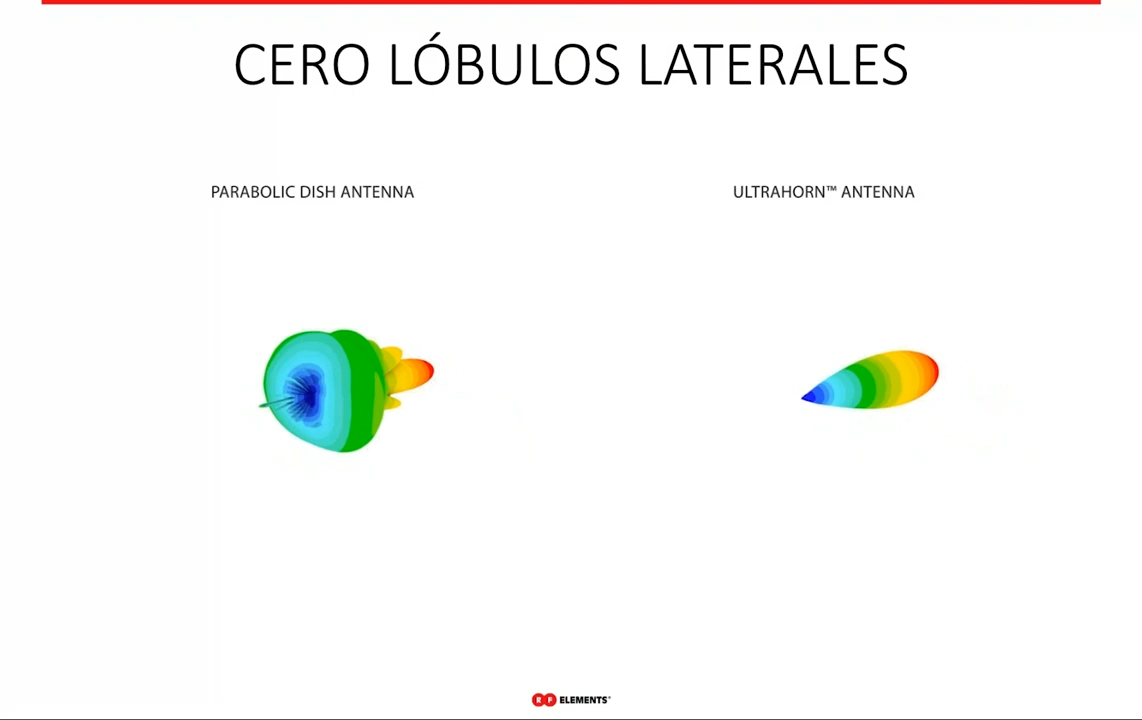 CERO LÓBULOS LATERALES
PARABOLIC DISH ANTENNA
ULTRAHORN™ ANTENNA
RF ELEMENTS®